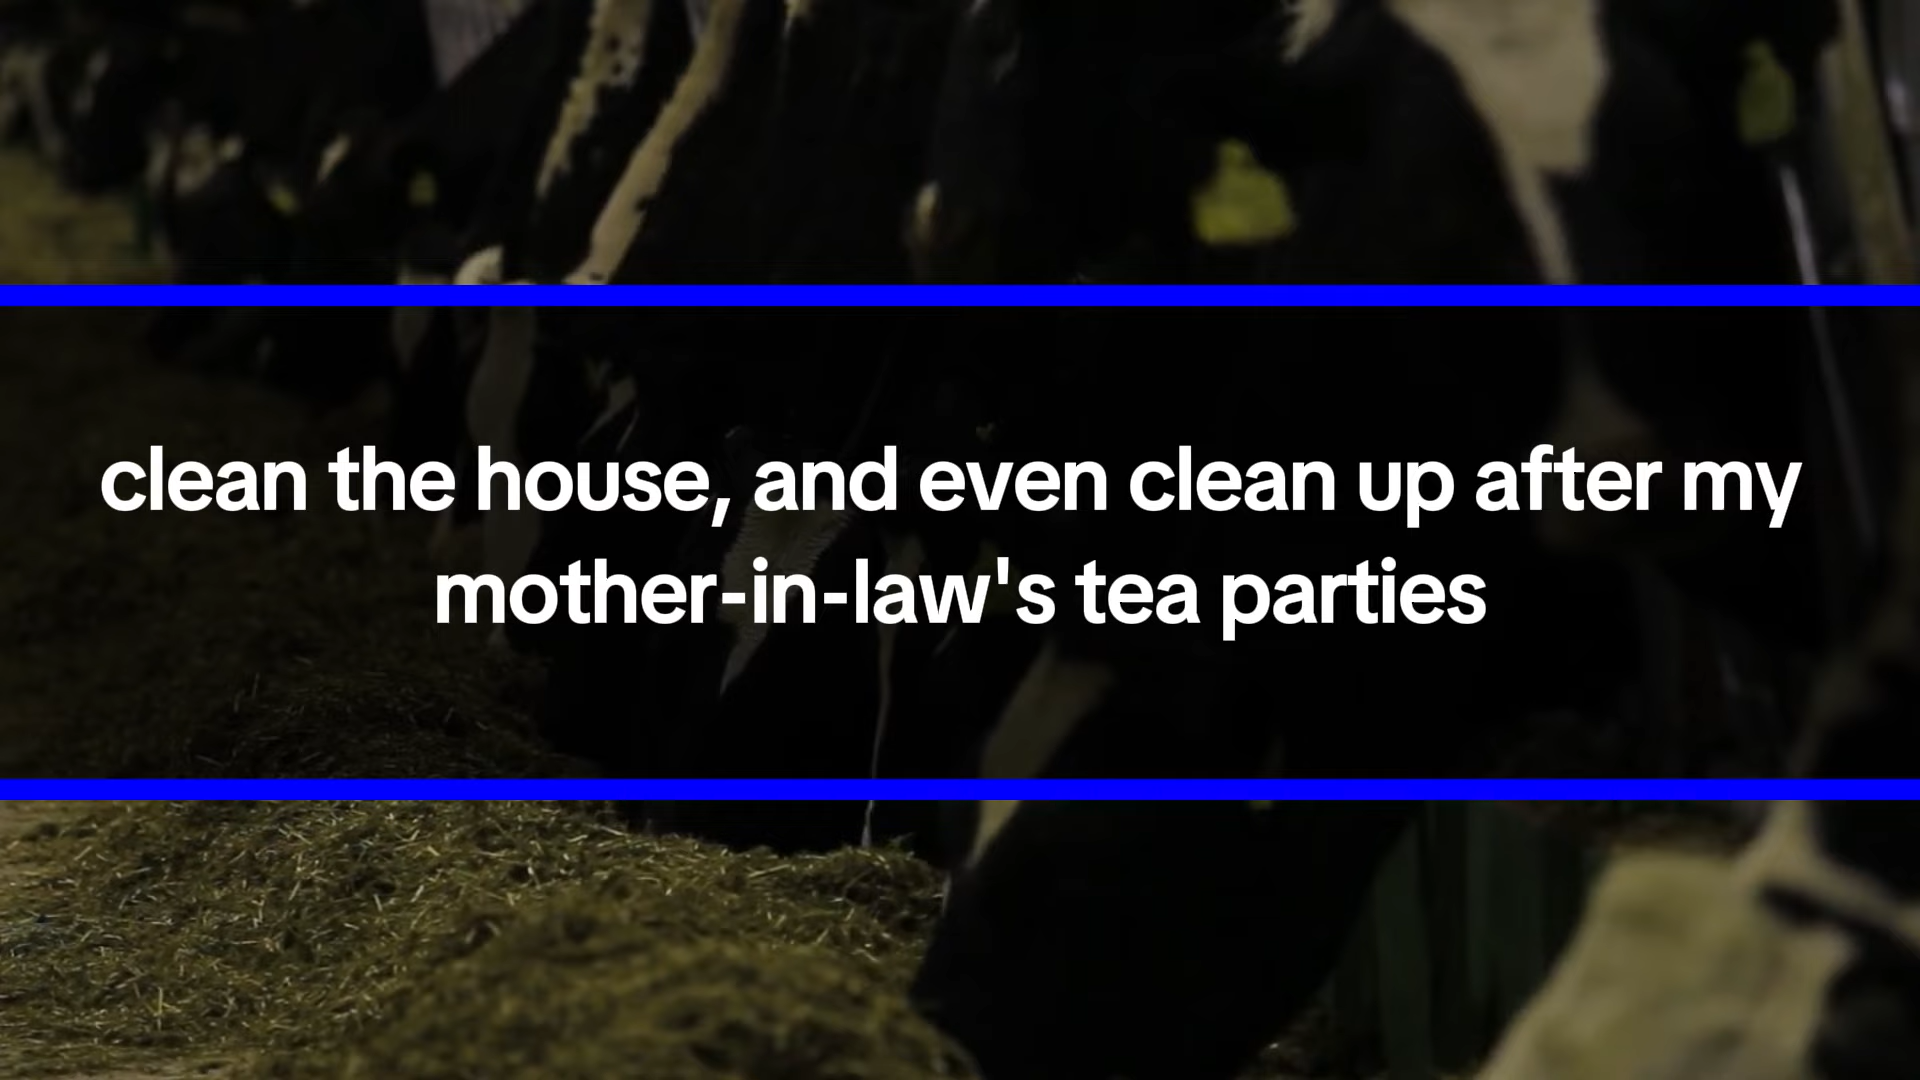 clean the house, and even clean up after my
mother-in-law's tea parties